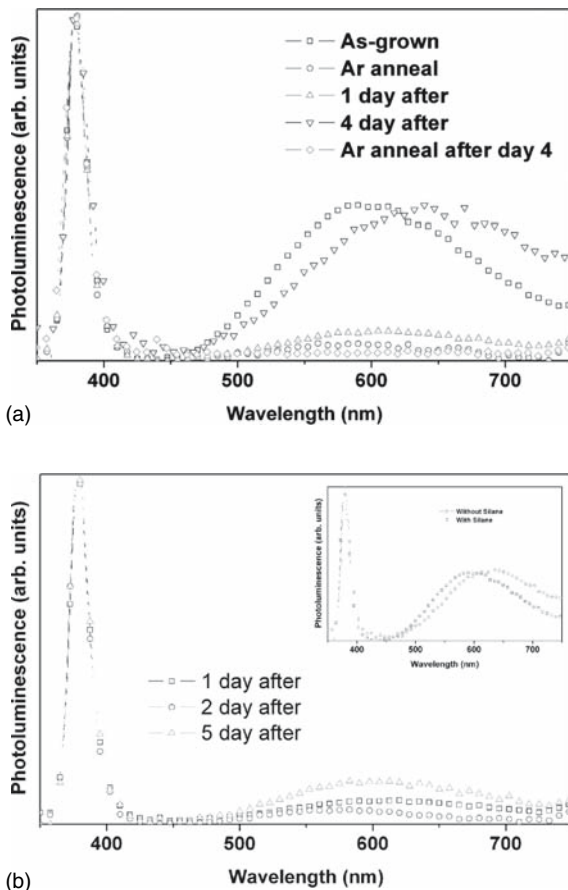 Photoluminescence (arb. units)
As-grown
Ar anneal
1 day after
4 day after
Ar anneal after day 4
400 500 600 700
Wavelength (nm)
(a)
Photoluminescence (arb. units)
1 day after
2 day after
5 day after
400 500 600 700
Wavelength (nm)
Photoluminescence (arb. units)
Without Silane
With Silane
400 500 600 700
Wavelength (nm)
(b)